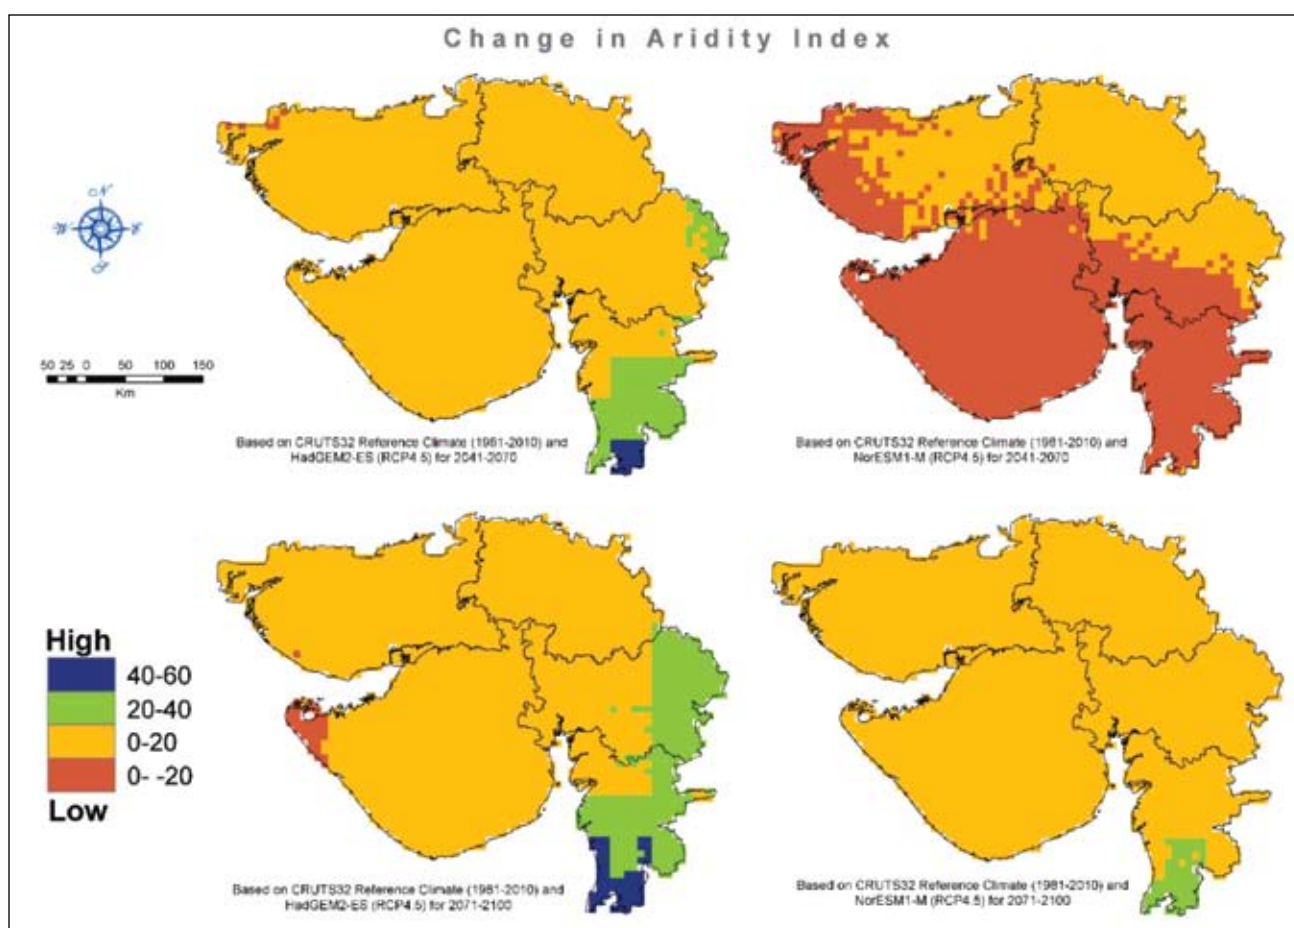 Change in Aridity Index
N
W
E
S
50 25 0 50 100 150
Km
Based on CRUTS32 Reference Climate (1981-2010) and
HadGEM2-ES (RCP4.5) for 2041-2070
Based on CRUTS32 Reference Climate (1981-2010) and
NorESM1-M (RCP4.5) for 2041-2070
High
40-60
20-40
0-20
0- -20
Low
Based on CRUTS32 Reference Climate (1981-2010) and
HadGEM2-ES (RCP4.5) for 2071-2100
Based on CRUTS32 Reference Climate (1981-2010) and
NorESM1-M (RCP4.5) for 2071-2100